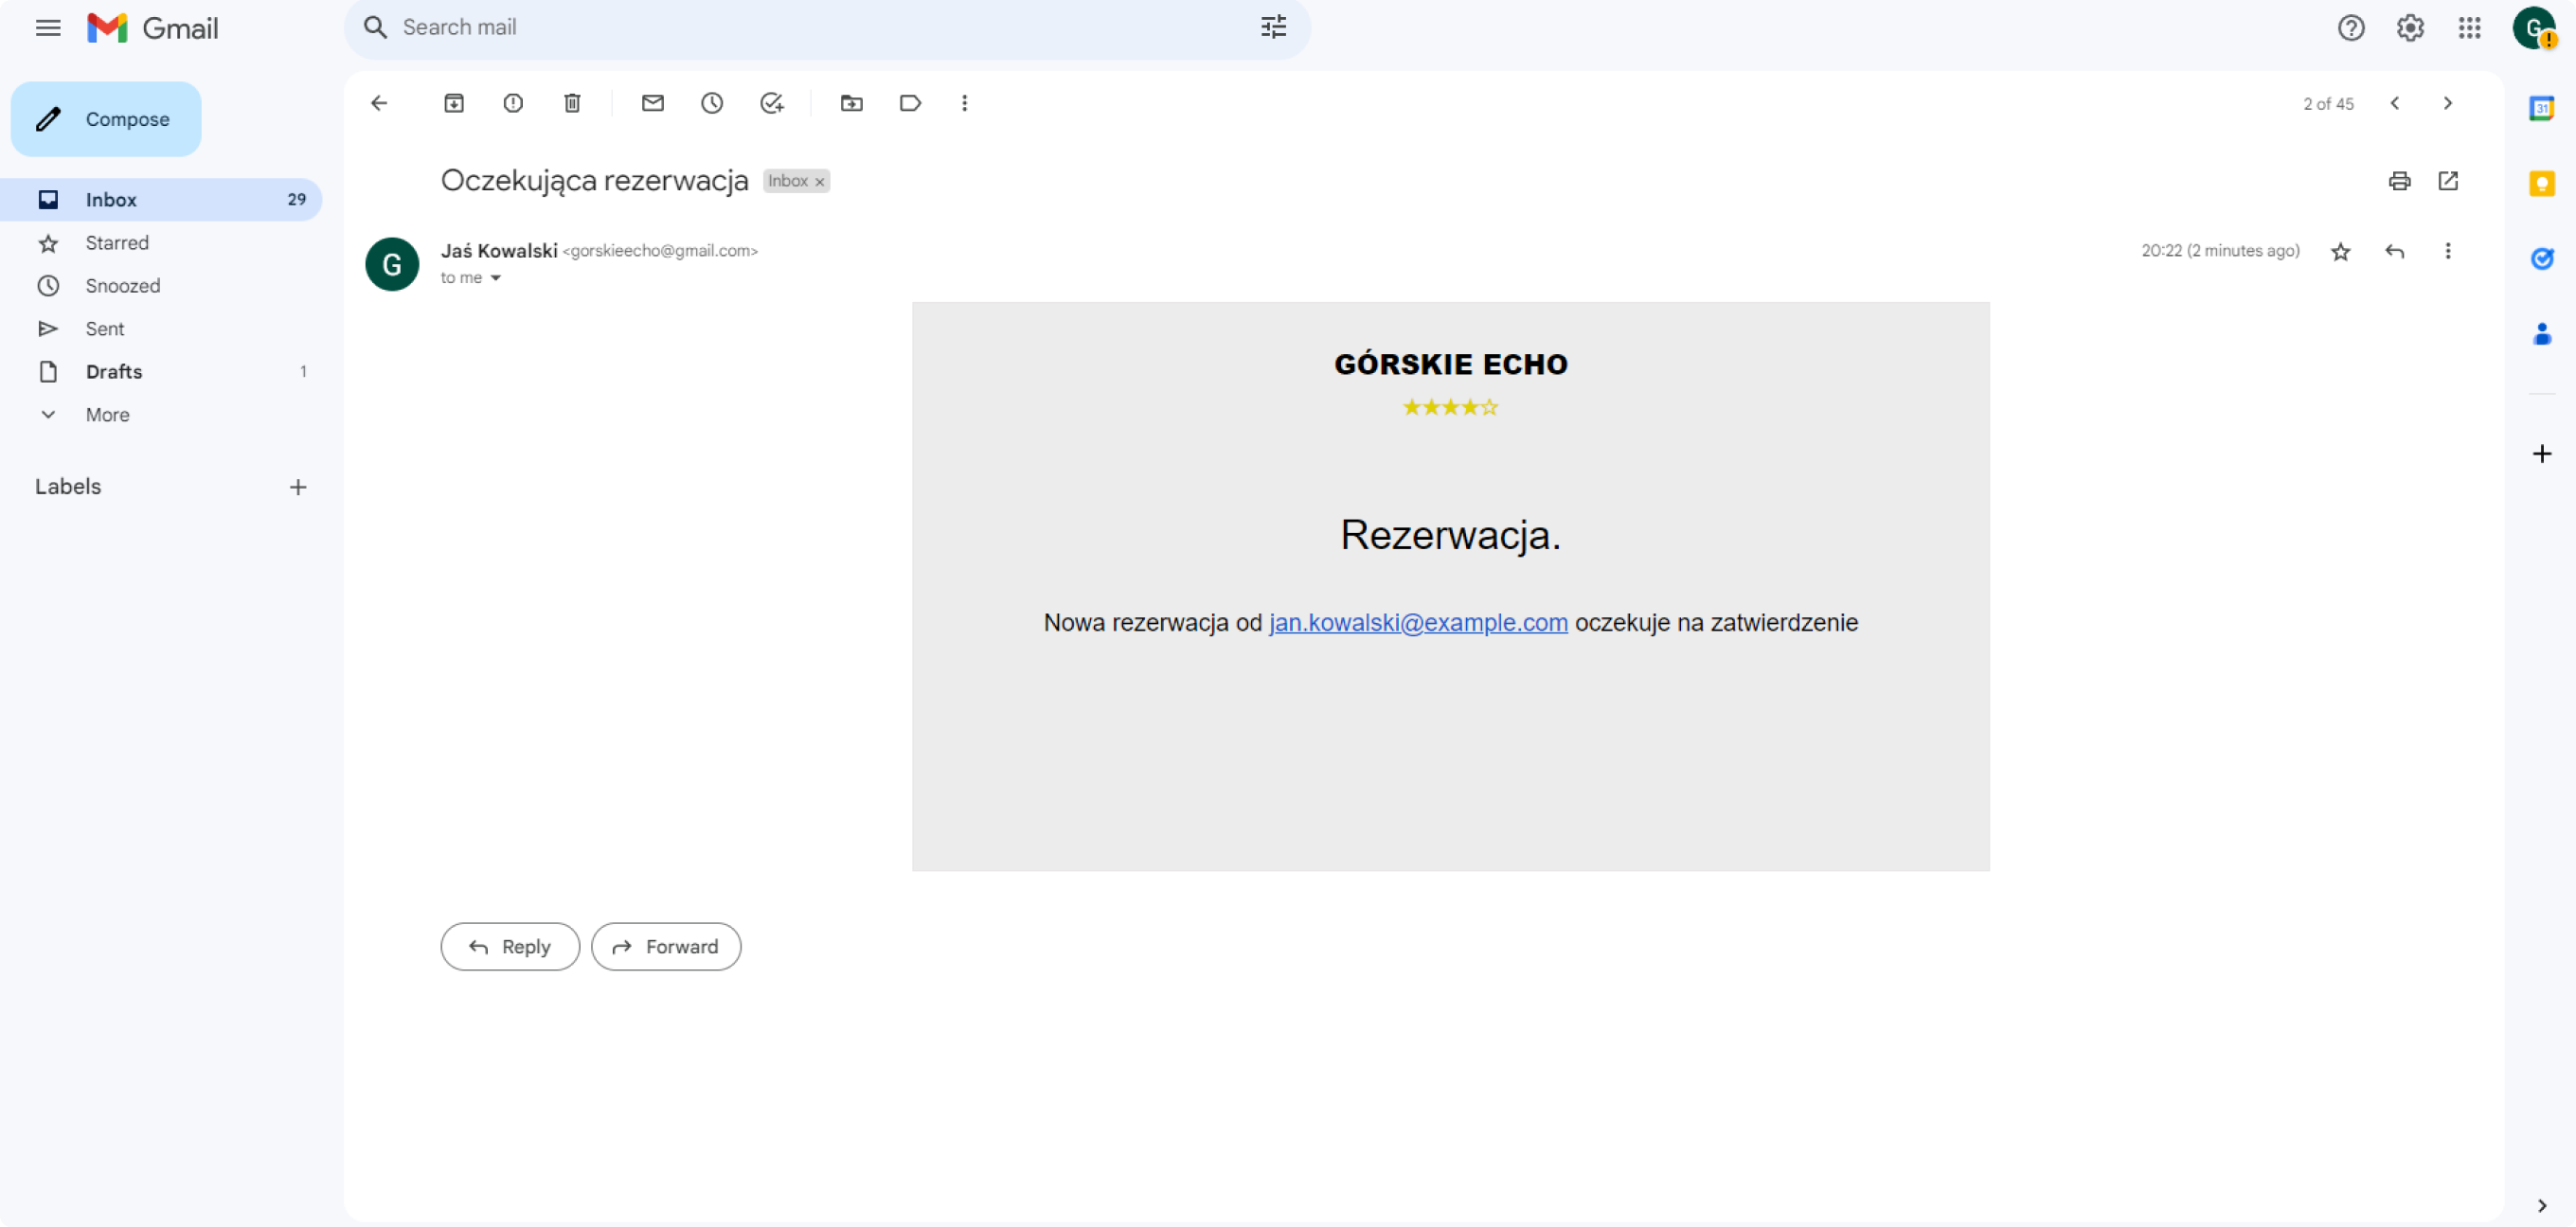 Gmail
Search mail
G
Compose
Inbox 29
Starred
Snoozed
Sent
Drafts 1
More
Labels
2 of 45
31
Oczekująca rezerwacja Inbox ×
G
Jaś Kowalski <gorskieecho@gmail.com>
20:22 (2 minutes ago)
to me
GÓRSKIE ECHO
★★★★☆
Rezerwacja.
Nowa rezerwacja od jan.kowalski@example.com oczekuje na zatwierdzenie
Reply
Forward